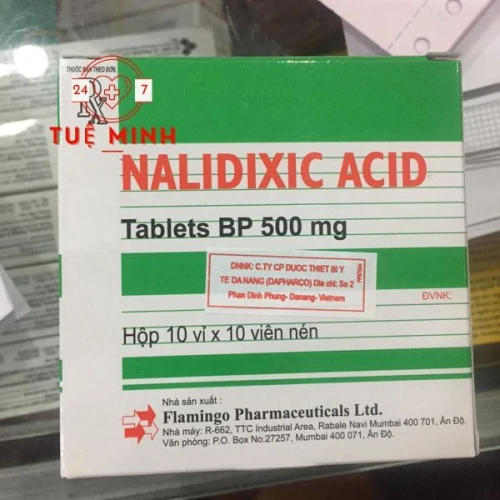 THUỐC BÁN THEO ĐƠN
24 7
TUỆ MINH
NALIDIXIC ACID
Tablets BP 500 mg
DNNK: C.TY CP DUOC THIET BI Y
TE DA NANG (DAPHARCO) Dia chi: So 2
Phan Dinh Phung- Danang- Vietnam
ĐVNK:
Hộp 10 vỉ x 10 viên nén
Nhà sản xuất :
Flamingo Pharmaceuticals Ltd.
Nhà máy: R-662, TTC Industrial Area, Rabale Navi Mumbai 400 701, Ấn Độ.
Văn phòng: P.O. Box No.27257, Mumbai 400 071, Ấn Độ.